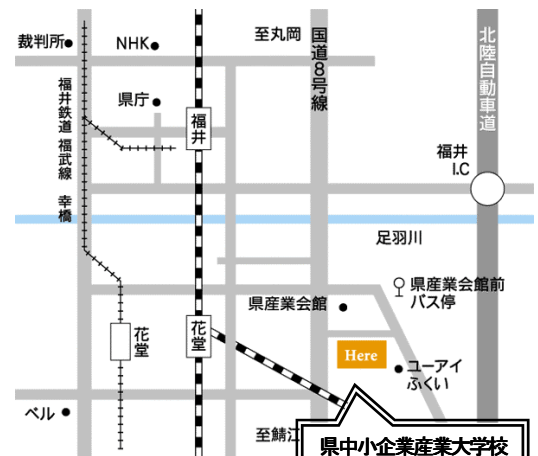 裁判所
NHK
至丸岡
国道8号線
北陸自動車道
県庁
福井鉄道 福武線 幸橋
福井
福井
I.C
足羽川
県産業会館前
バス停
県産業会館
花堂
花堂
Here
ユーアイ
ふくい
ベル
至鯖江
県中小企業産業大学校